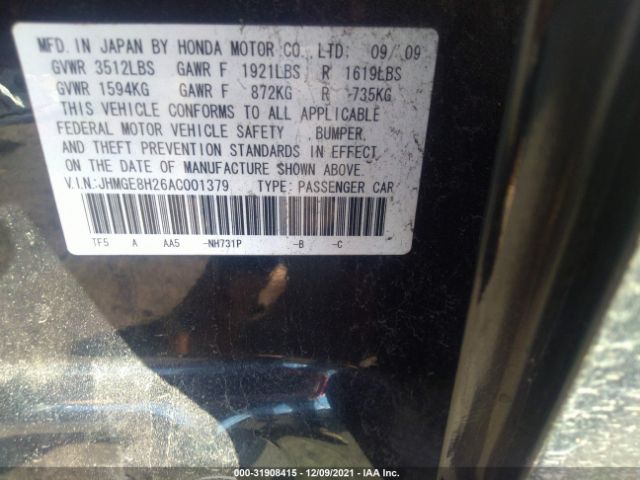 MFD. IN JAPAN BY HONDA MOTOR CO., LTD. 09/09
GVWR 3512LBS GAWR F 1921LBS R 1619LBS
GVWR 1594KG GAWR F 872KG R 735KG
THIS VEHICLE CONFORMS TO ALL APPLICABLE
FEDERAL MOTOR VEHICLE SAFETY, BUMPER,
AND THEFT PREVENTION STANDARDS IN EFFECT
ON THE DATE OF MANUFACTURE SHOWN ABOVE.
V.I.N:JHMGE8H26AC001379 TYPE: PASSENGER CAR
TF5 A AA5 -NH731P -B -C
000-31908415 - 12/09/2021 - IAA Inc.